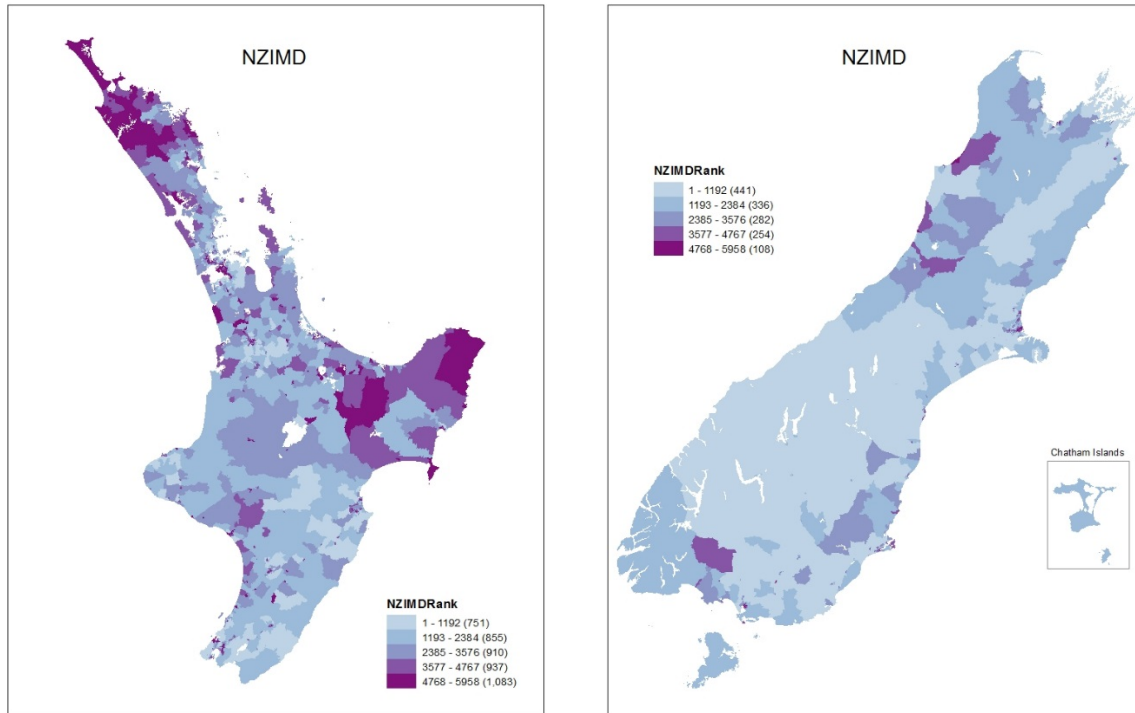 NZIMD
NZIMDRank
1 - 1192 (751)
1193 - 2384 (855)
2385 - 3576 (910)
3577 - 4767 (937)
4768 - 5958 (1,083)
NZIMD
NZIMDRank
1 - 1192 (441)
1193 - 2384 (336)
2385 - 3576 (282)
3577 - 4767 (254)
4768 - 5958 (108)
Chatham Islands